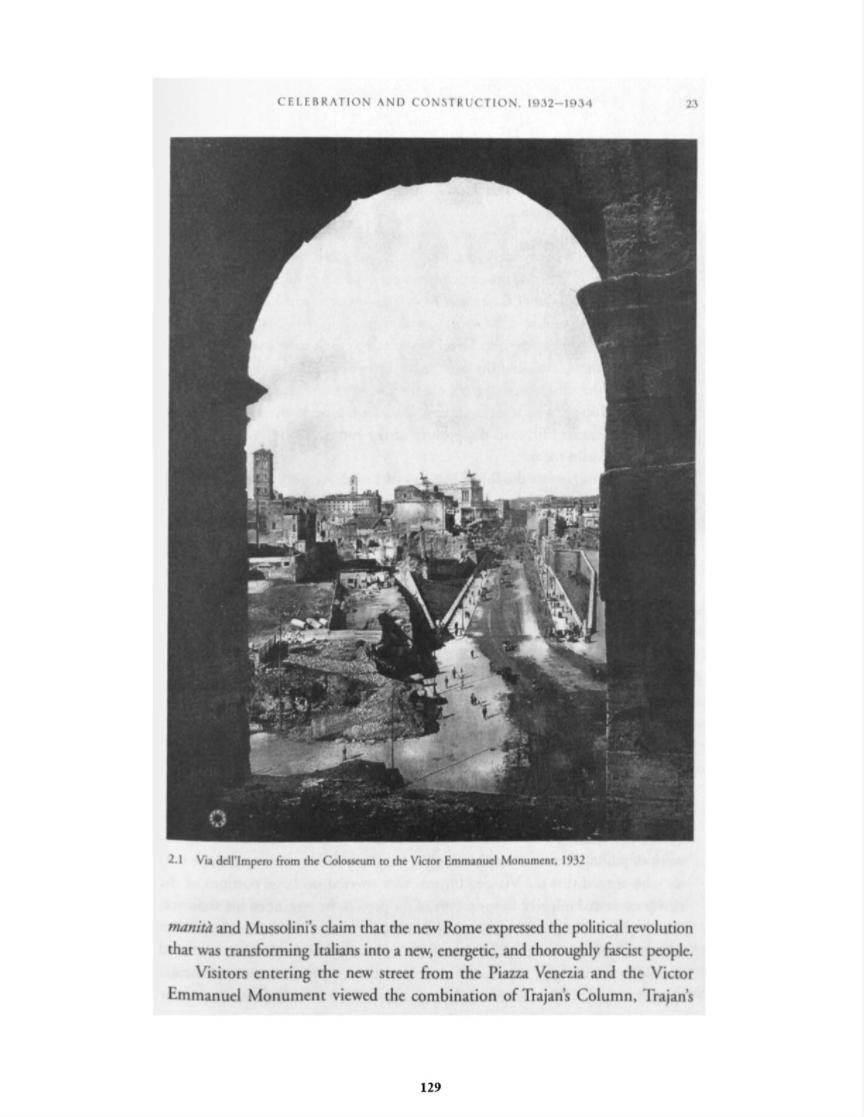 CELEBRATION AND CONSTRUCTION, 1932–1934 23
2.1 Via dell'Impero from the Colosseum to the Victor Emmanuel Monument, 1932
manità and Mussolini's claim that the new Rome expressed the political revolution
that was transforming Italians into a new, energetic, and thoroughly fascist people.
Visitors entering the new street from the Piazza Venezia and the Victor
Emmanuel Monument viewed the combination of Trajan's Column, Trajan's
129